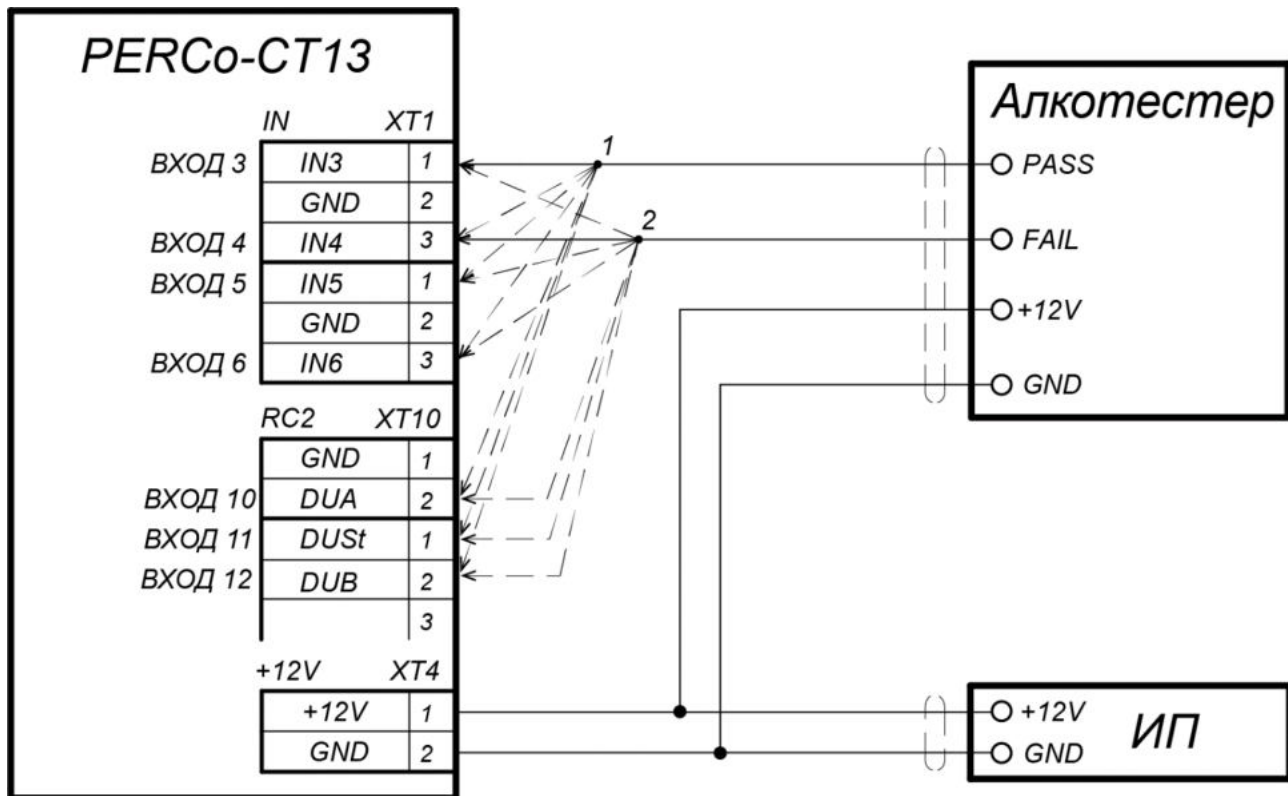 PERCo-CT13
IN XT1
ВХОД 3 IN3 1
GND 2
ВХОД 4 IN4 3
ВХОД 5 IN5 1
GND 2
ВХОД 6 IN6 3
RC2 XT10
GND 1
ВХОД 10 DUA 2
ВХОД 11 DUSt 1
ВХОД 12 DUB 2
3
+12V XT4
+12V 1
GND 2
1
2
Алкотестер
PASS
FAIL
+12V
GND
+12V
GND
ИП